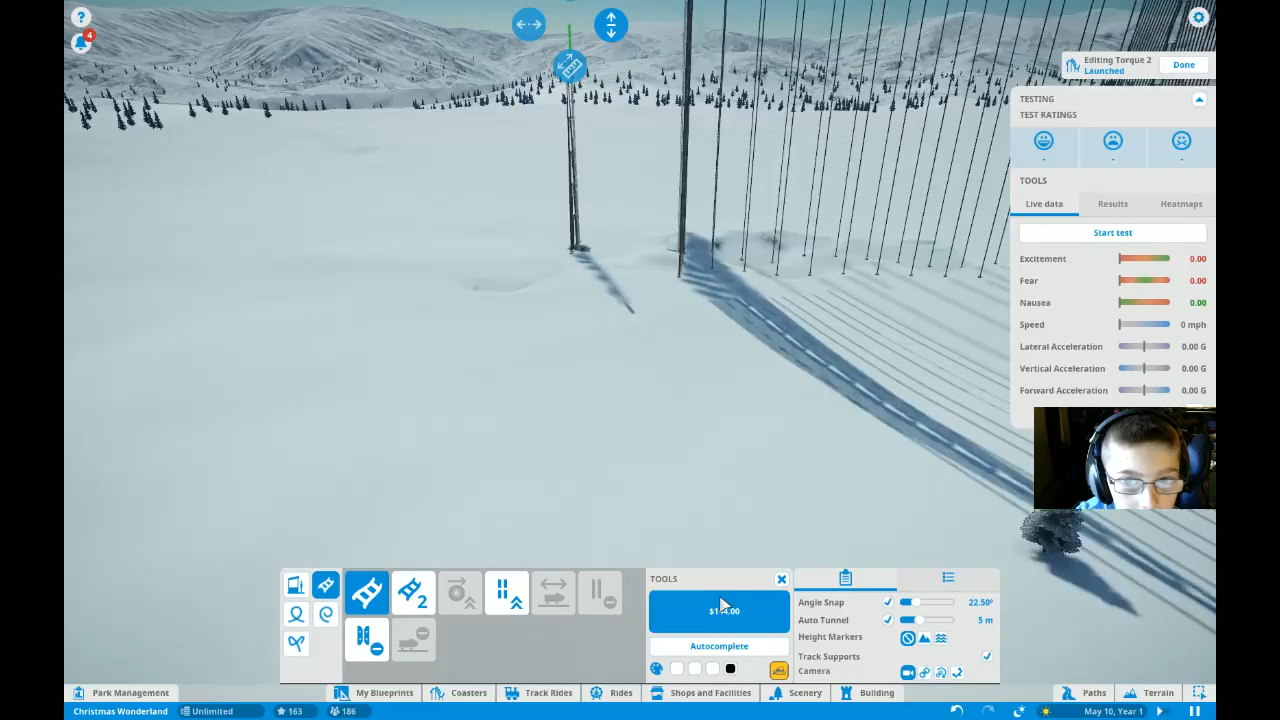 4
Editing Torque 2
Launched
Done
TESTING
TEST RATINGS
- - -
TOOLS
Live data Results Heatmaps
Start test
Excitement 0.00
Fear 0.00
Nausea 0.00
Speed 0 mph
Lateral Acceleration 0.00 G
Vertical Acceleration 0.00 G
Forward Acceleration 0.00 G
2
TOOLS
Autocomplete
Angle Snap 22.50°
Auto Tunnel 5 m
Height Markers
Track Supports
Camera
Park Management My Blueprints Coasters Track Rides Rides Shops and Facilities Scenery Building Paths Terrain
Christmas Wonderland Unlimited 163 186 May 10, Year 1